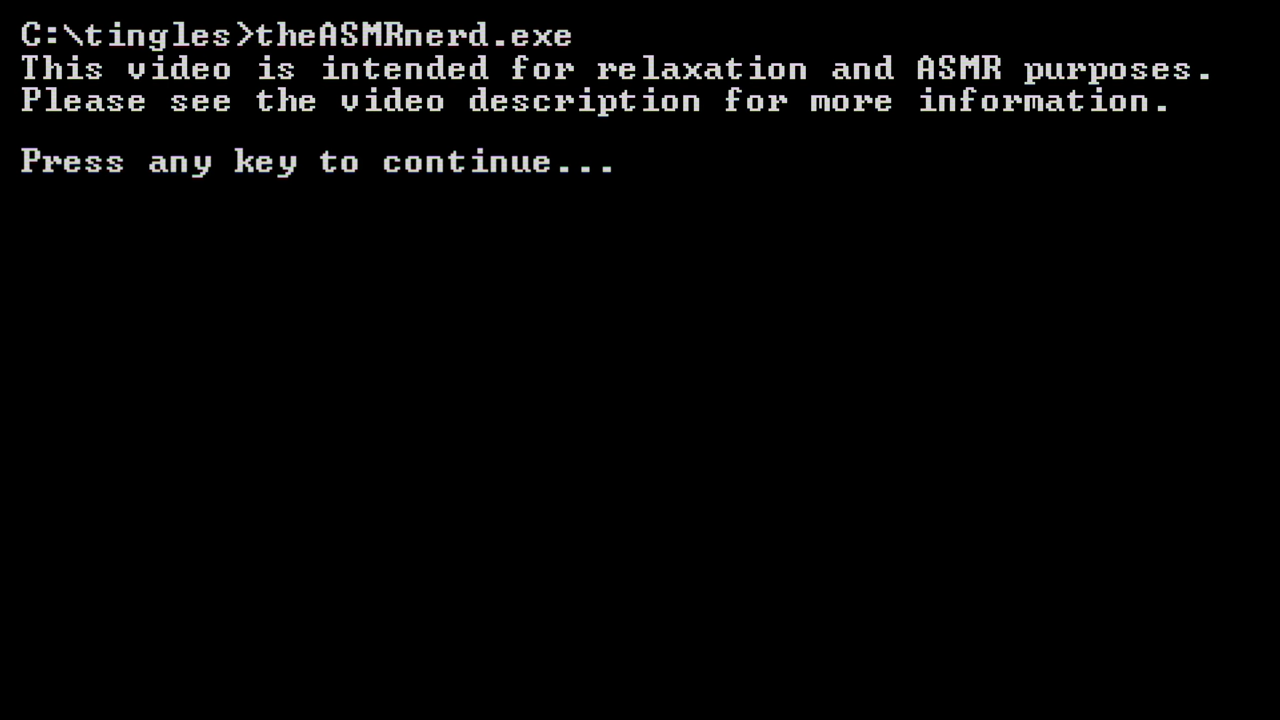 C:\tingles>theASMRnerd.exe
This video is intended for relaxation and ASMR purposes.
Please see the video description for more information.
Press any key to continue...